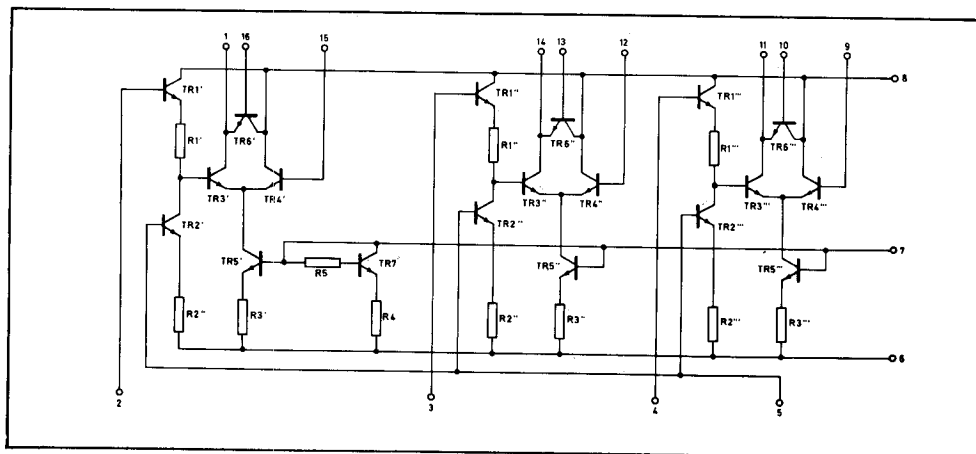 1 16 15 14 13 12 11 10 9
8
TR1' TR1'' TR1'''
TR6' TR6'' TR6'''
R1' R1'' R1'''
TR3' TR4' TR3'' TR4'' TR3''' TR4'''
TR2' TR2'' TR2'''
7
TR5' R5 TR7 TR5'' TR5'''
R2'' R3' R4 R2'' R3'' R2''' R3'''
6
2 3 4 5